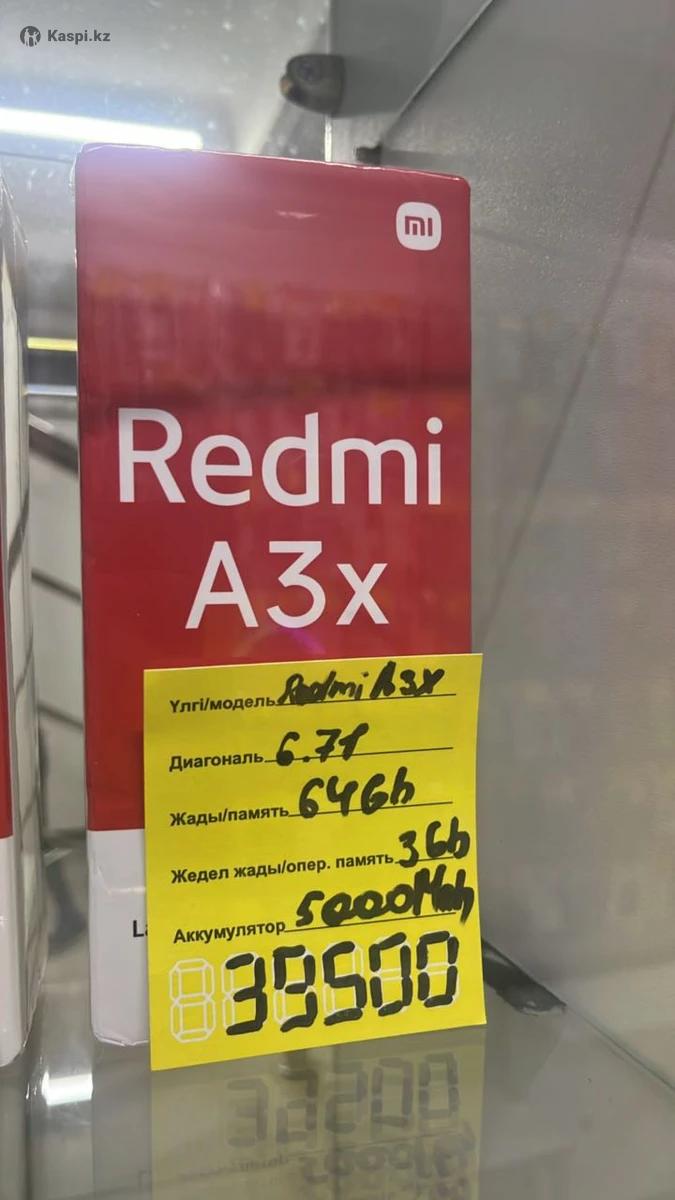 Kaspi.kz
mi
Redmi
A3x
Үлгі/модель Redmi A3x
Диагональ 6.71
Жады/память 64Gb
Жедел жады/опер. память 3Gb
Аккумулятор 5000Mah
39500